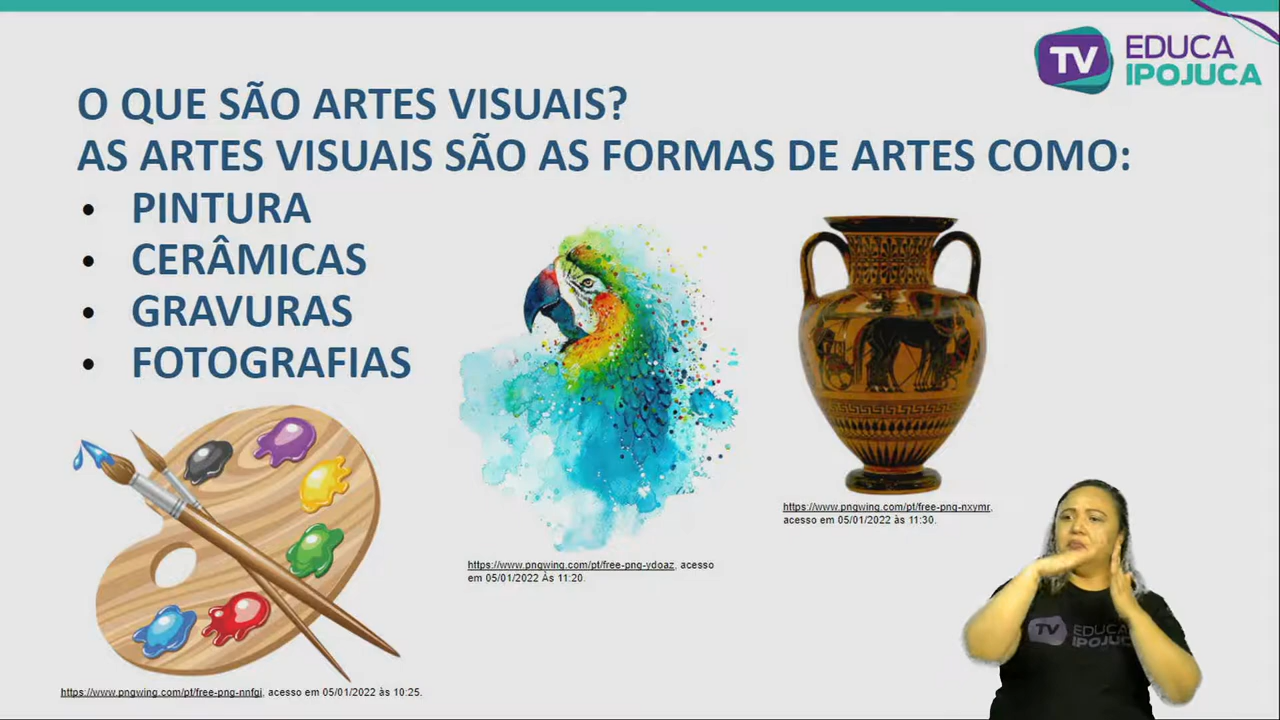 TV EDUCA
IPOJUCA
O QUE SÃO ARTES VISUAIS?
AS ARTES VISUAIS SÃO AS FORMAS DE ARTES COMO:
• PINTURA
• CERÂMICAS
• GRAVURAS
• FOTOGRAFIAS
https://www.pngwing.com/pt/free-png-nxymr,
acesso em 05/01/2022 às 11:30.
https://www.pngwing.com/pt/free-png-ydoaz, acesso
em 05/01/2022 Às 11:20.
TV EDUCA
IPOJUCA
https://www.pngwing.com/pt/free-png-nnfgj, acesso em 05/01/2022 às 10:25.